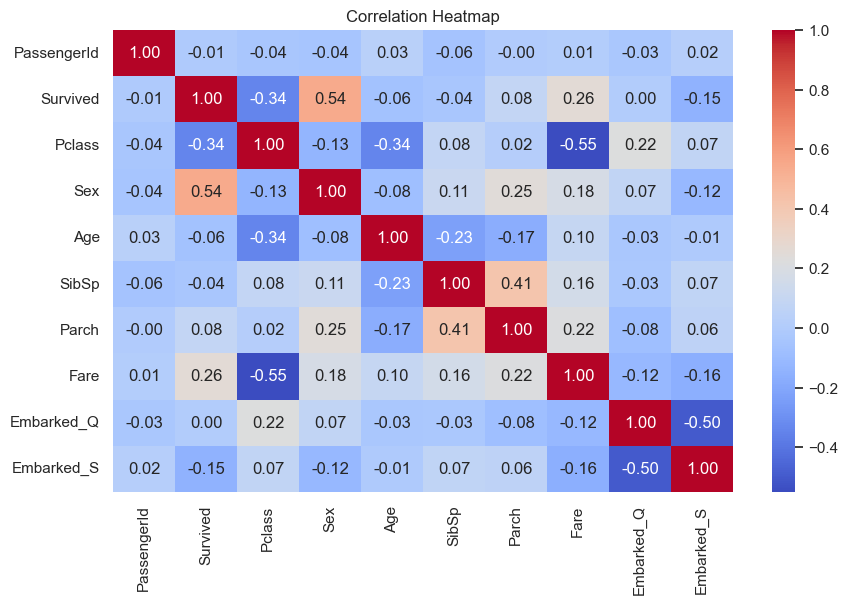 Correlation Heatmap
PassengerId 1.00 -0.01 -0.04 -0.04 0.03 -0.06 -0.00 0.01 -0.03 0.02
Survived -0.01 1.00 -0.34 0.54 -0.06 -0.04 0.08 0.26 0.00 -0.15
Pclass -0.04 -0.34 1.00 -0.13 -0.34 0.08 0.02 -0.55 0.22 0.07
Sex -0.04 0.54 -0.13 1.00 -0.08 0.11 0.25 0.18 0.07 -0.12
Age 0.03 -0.06 -0.34 -0.08 1.00 -0.23 -0.17 0.10 -0.03 -0.01
SibSp -0.06 -0.04 0.08 0.11 -0.23 1.00 0.41 0.16 -0.03 0.07
Parch -0.00 0.08 0.02 0.25 -0.17 0.41 1.00 0.22 -0.08 0.06
Fare 0.01 0.26 -0.55 0.18 0.10 0.16 0.22 1.00 -0.12 -0.16
Embarked_Q -0.03 0.00 0.22 0.07 -0.03 -0.03 -0.08 -0.12 1.00 -0.50
Embarked_S 0.02 -0.15 0.07 -0.12 -0.01 0.07 0.06 -0.16 -0.50 1.00
PassengerId Survived Pclass Sex Age SibSp Parch Fare Embarked_Q Embarked_S
1.0
0.8
0.6
0.4
0.2
0.0
-0.2
-0.4